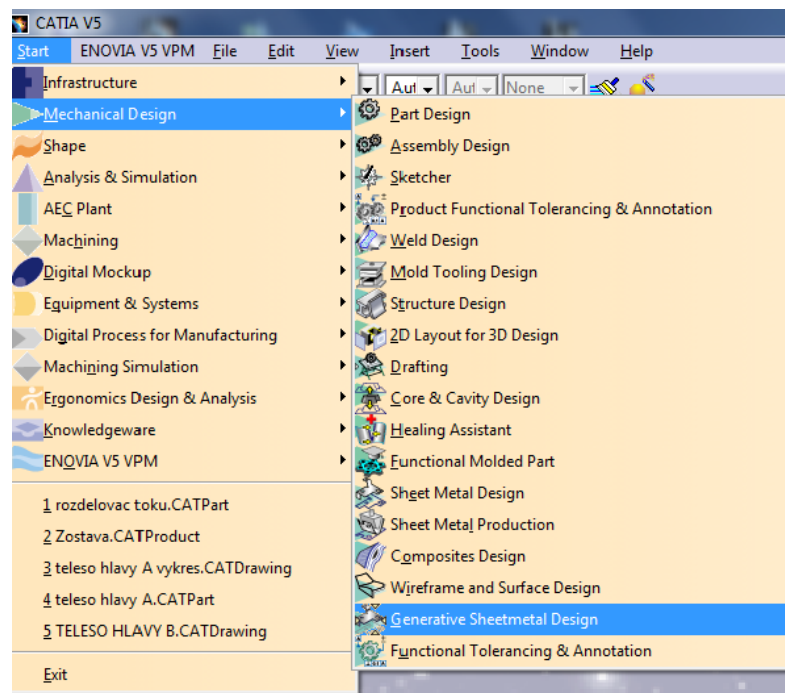 CATIA V5
Start ENOVIA V5 VPM File Edit View Insert Tools Window Help
Aut Aut None
Infrastructure
Mechanical Design
Shape
Analysis & Simulation
AEC Plant
Machining
Digital Mockup
Equipment & Systems
Digital Process for Manufacturing
Machining Simulation
Ergonomics Design & Analysis
Knowledgeware
ENOVIA V5 VPM
1 rozdelovac toku.CATPart
2 Zostava.CATProduct
3 teleso hlavy A vykres.CATDrawing
4 teleso hlavy A.CATPart
5 TELESO HLAVY B.CATDrawing
Exit
Part Design
Assembly Design
Sketcher
Product Functional Tolerancing & Annotation
Weld Design
Mold Tooling Design
Structure Design
2D Layout for 3D Design
Drafting
Core & Cavity Design
Healing Assistant
Functional Molded Part
Sheet Metal Design
Sheet Metal Production
Composites Design
Wireframe and Surface Design
Generative Sheetmetal Design
Functional Tolerancing & Annotation